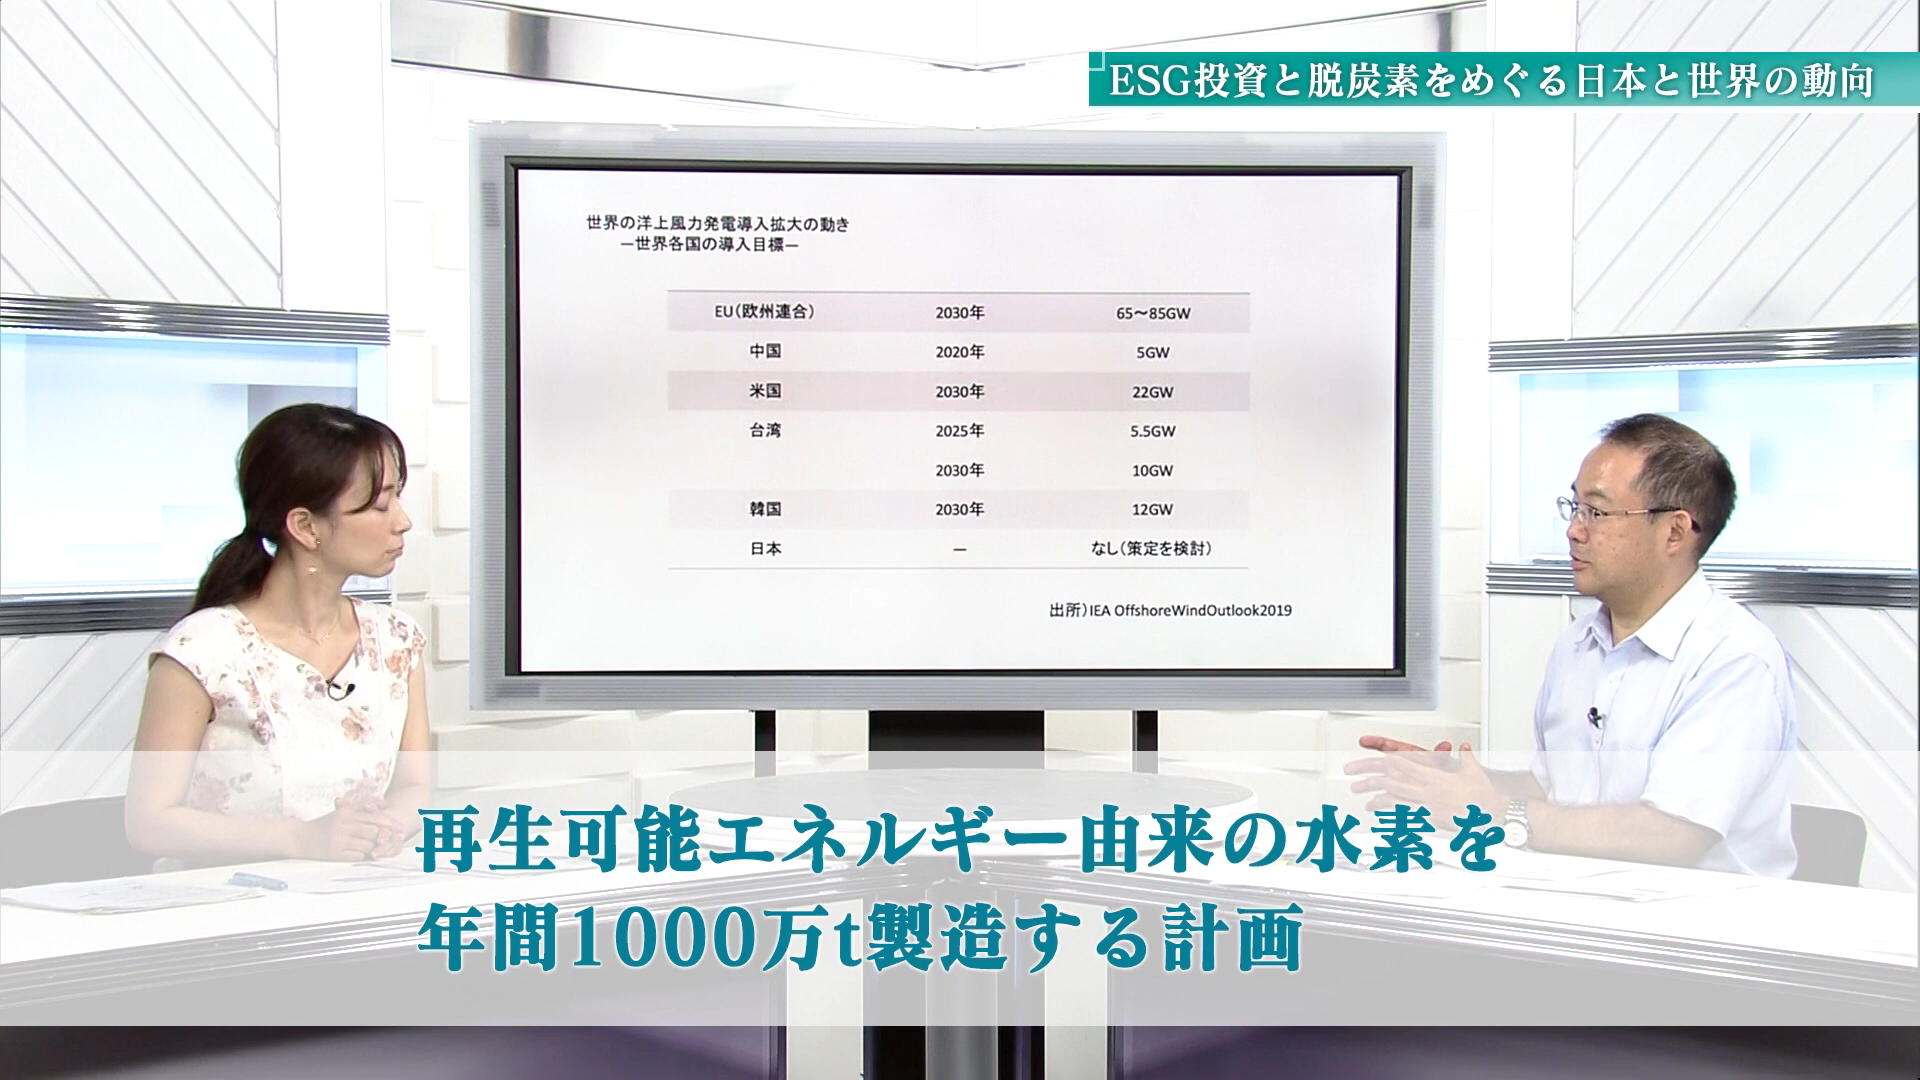 ESG投資と脱炭素をめぐる日本と世界の動向
世界の洋上風力発電導入拡大の動き
―世界各国の導入目標―
EU（欧州連合） 2030年 65〜85GW
中国 2020年 5GW
米国 2030年 22GW
台湾 2025年 5.5GW
2030年 10GW
韓国 2030年 12GW
日本 ― なし（策定を検討）
出所）IEA OffshoreWindOutlook2019
再生可能エネルギー由来の水素を
年間1000万t製造する計画